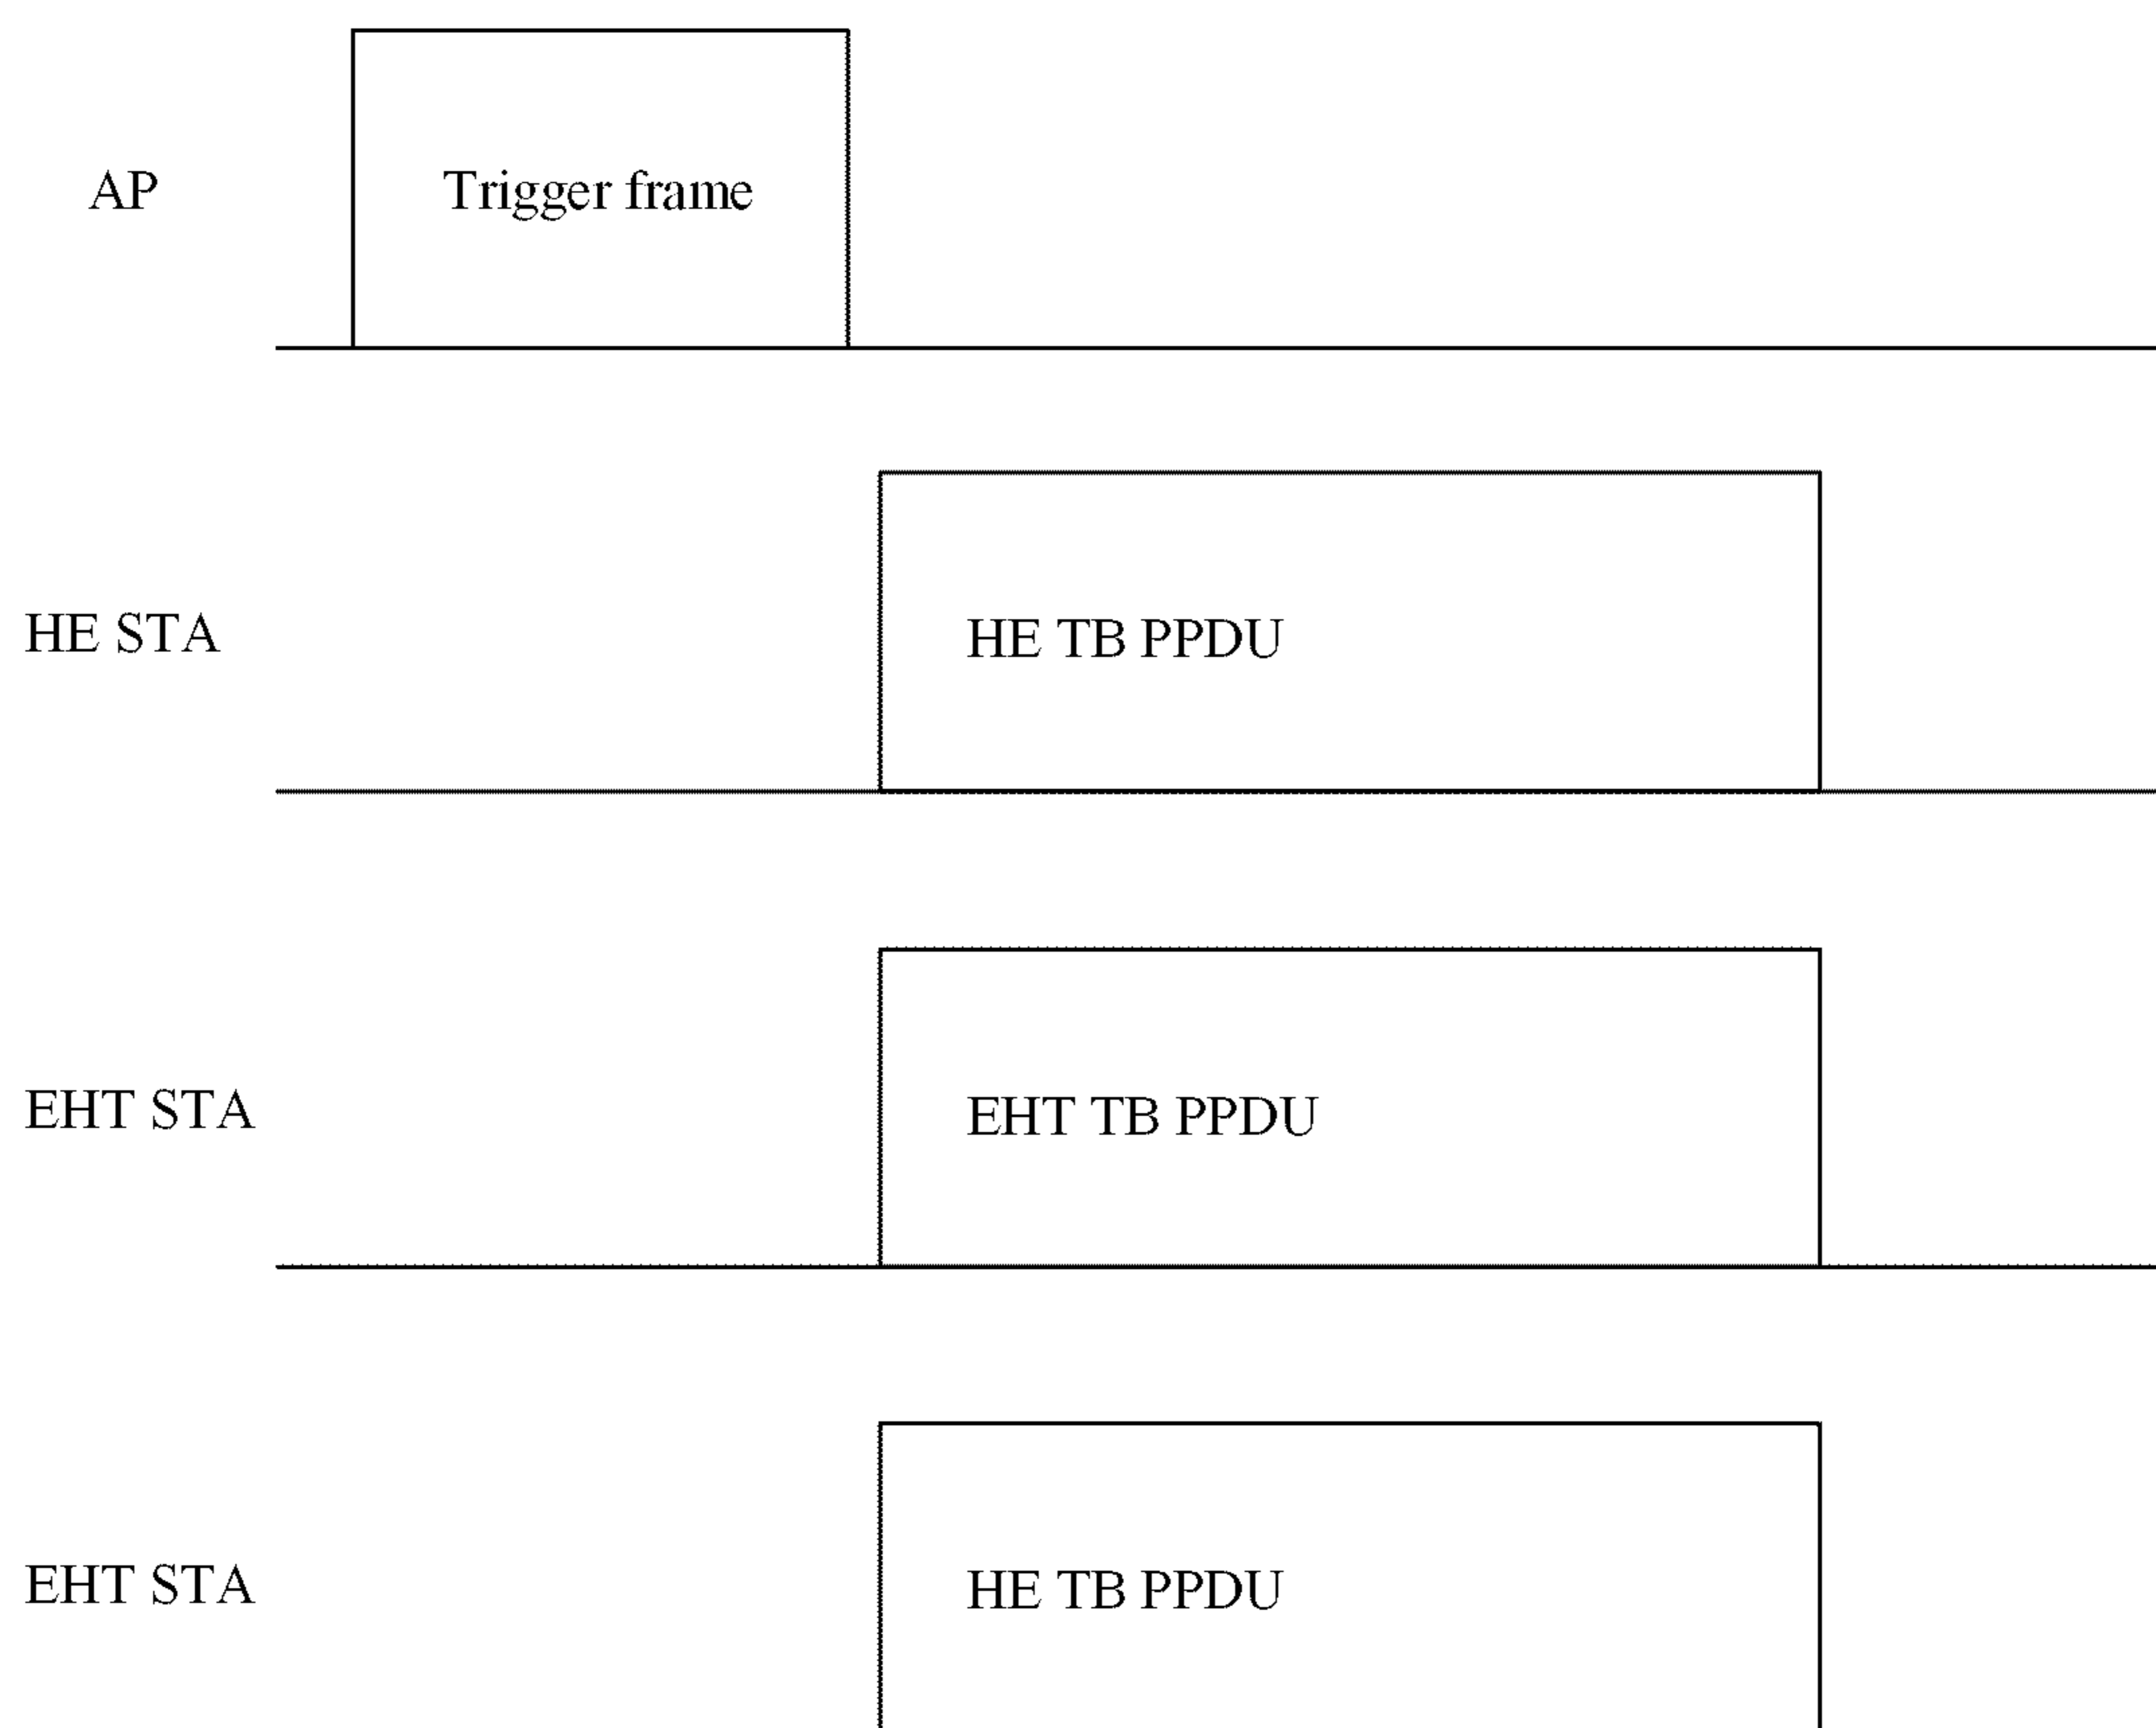 AP
Trigger frame
HE STA
HE TB PPDU
EHT STA
EHT TB PPDU
EHT STA
HE TB PPDU